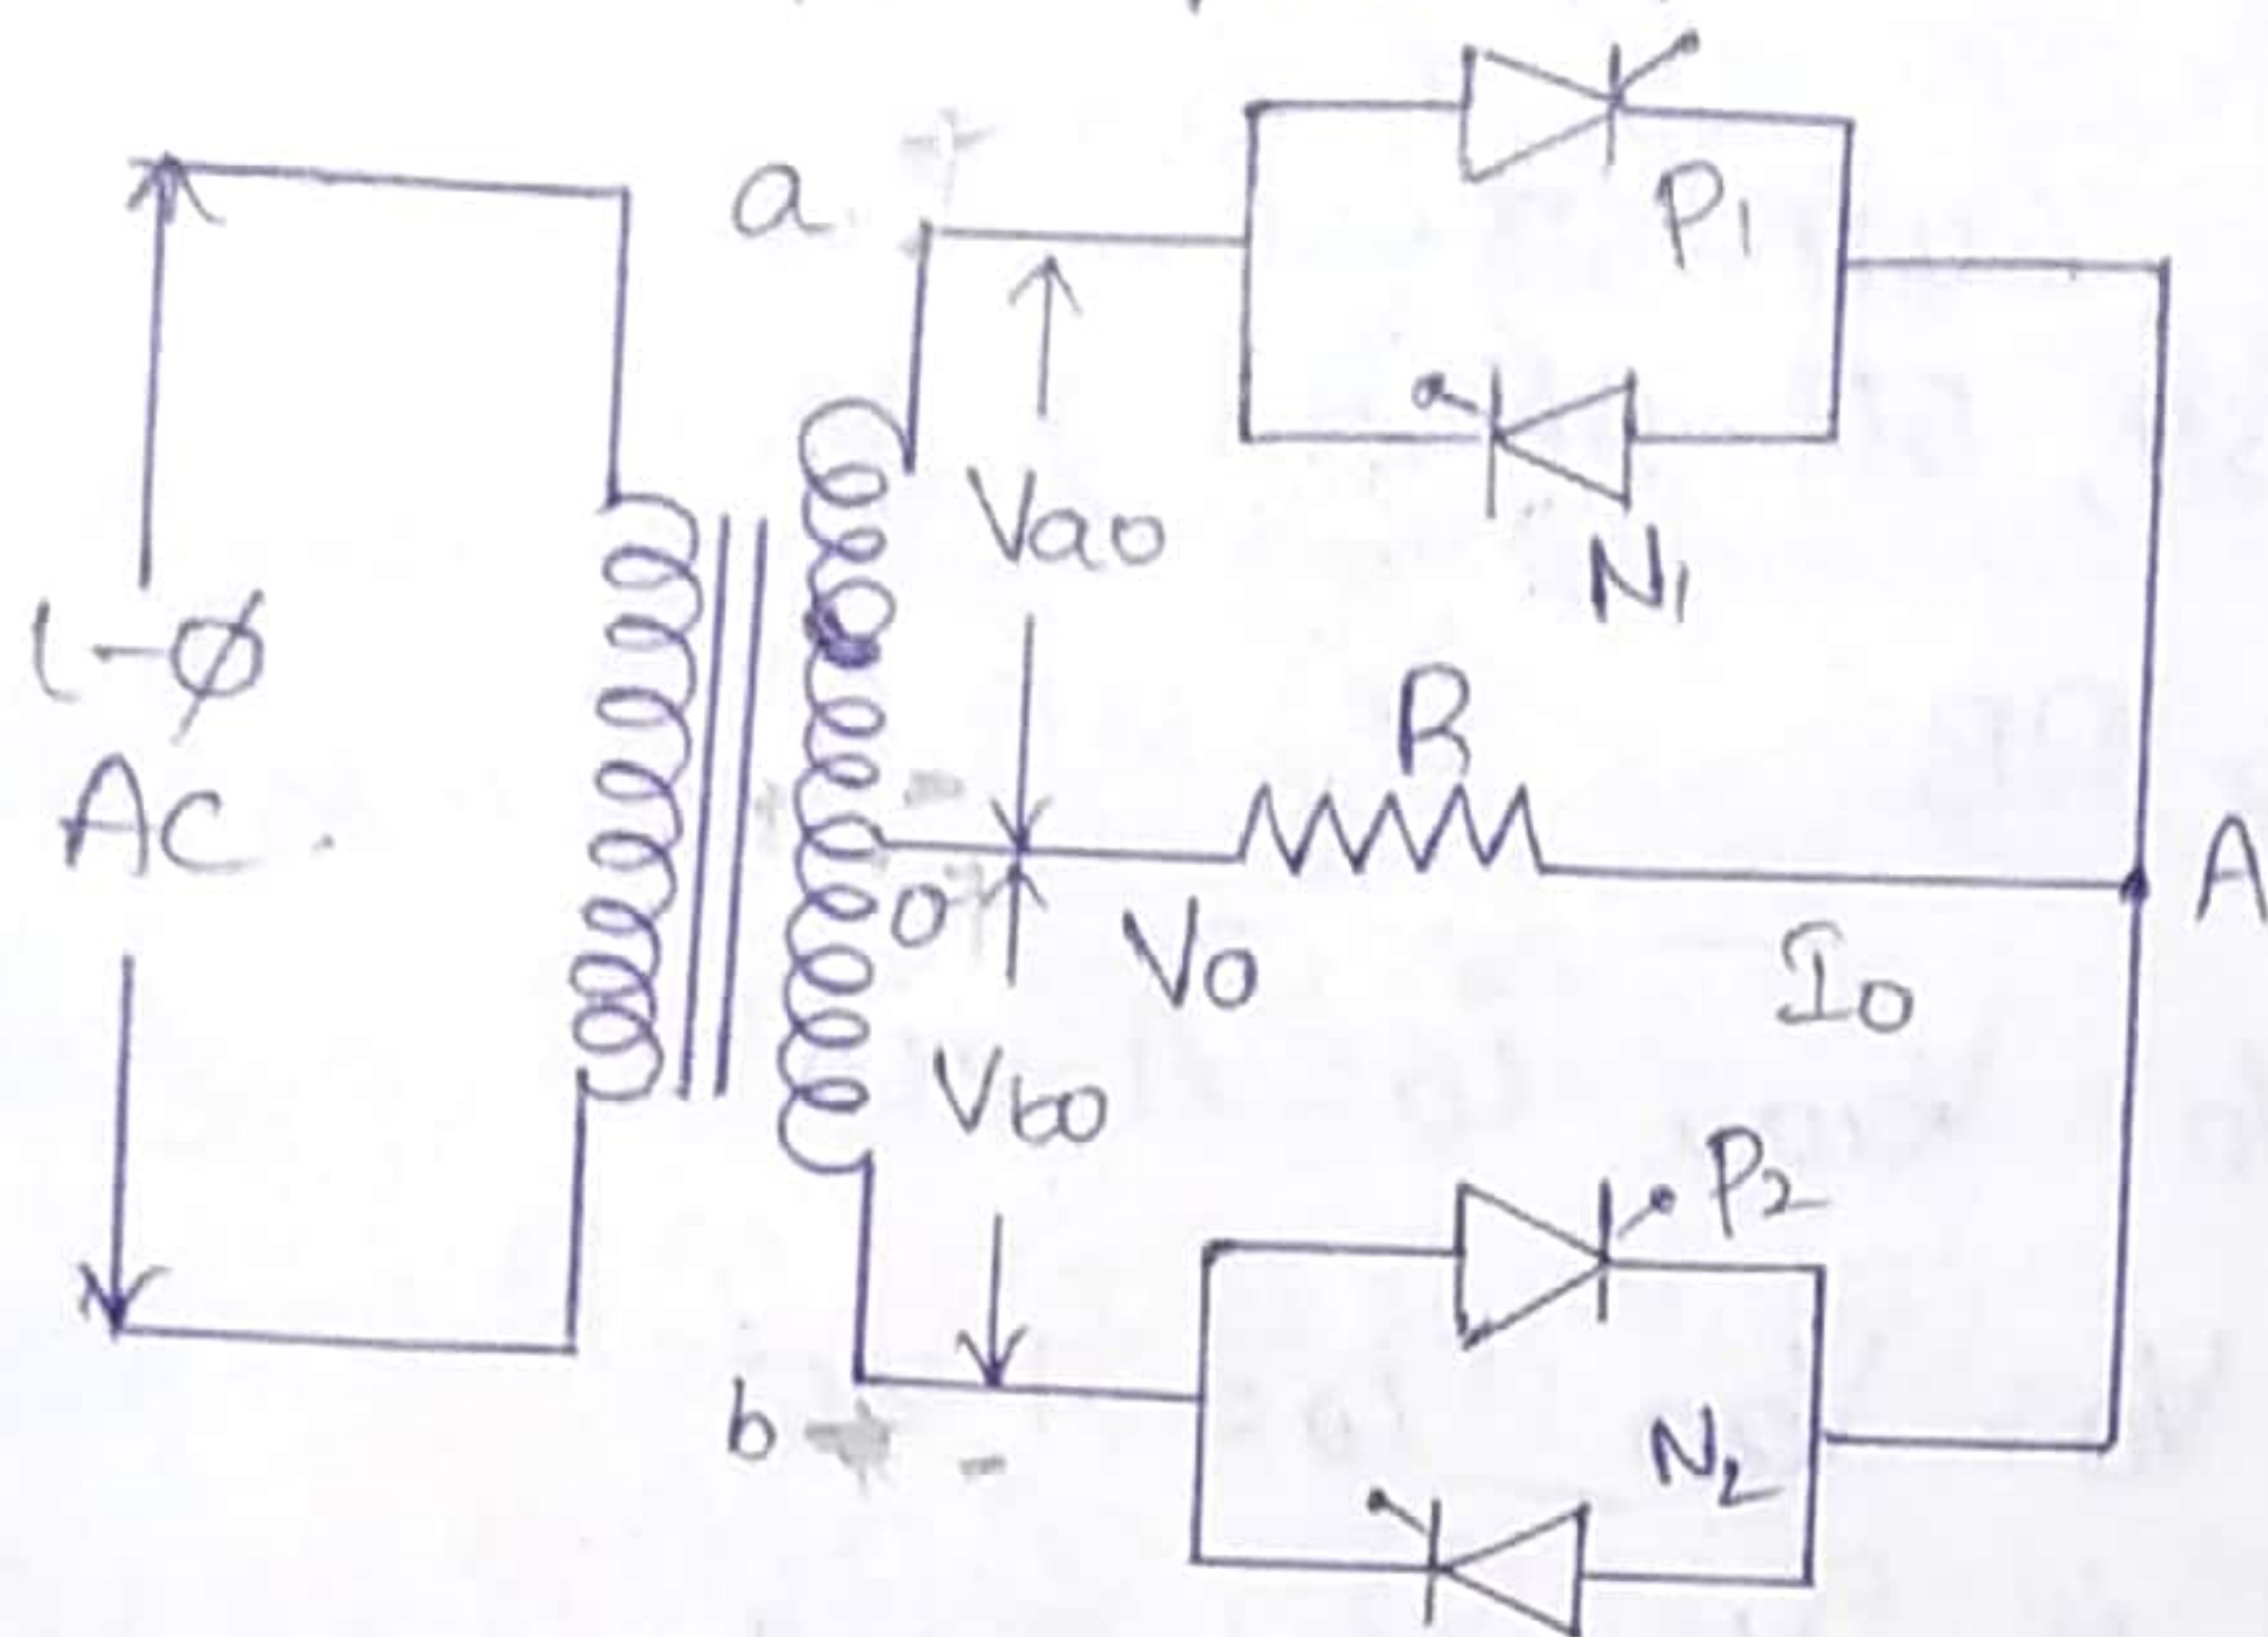 a
+
P1
Vao
N1
1-φ
AC
R
-
O
+
Vo
Io
A
Vbo
P2
b
-
N2